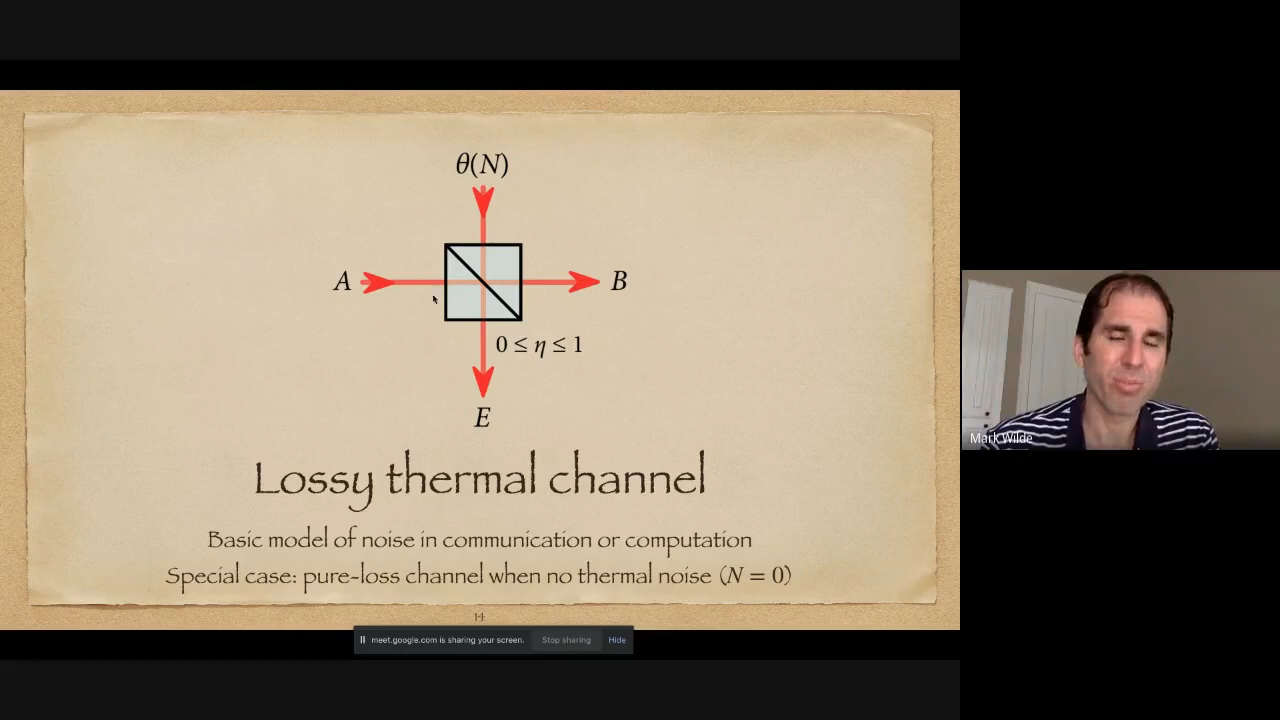 θ(N)
A
B
0 ≤ η ≤ 1
E
Lossy thermal channel
Basic model of noise in communication or computation
Special case: pure-loss channel when no thermal noise (N = 0)
14
meet.google.com is sharing your screen. Stop sharing Hide
Mark Wilde